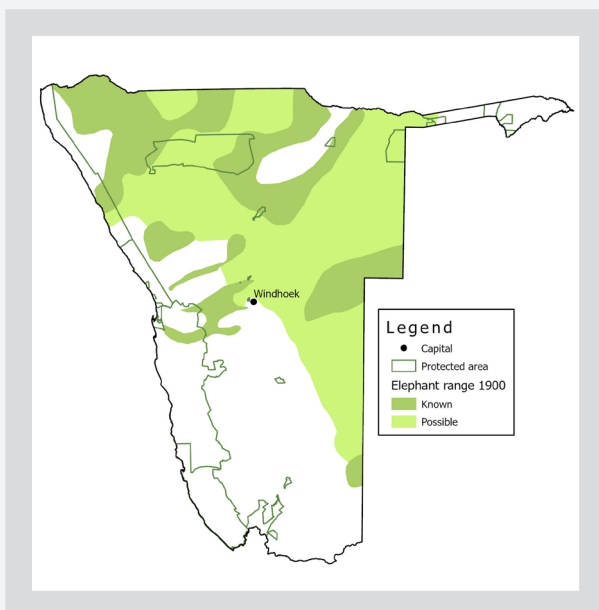 Windhoek
Legend
Capital
Protected area
Elephant range 1900
Known
Possible